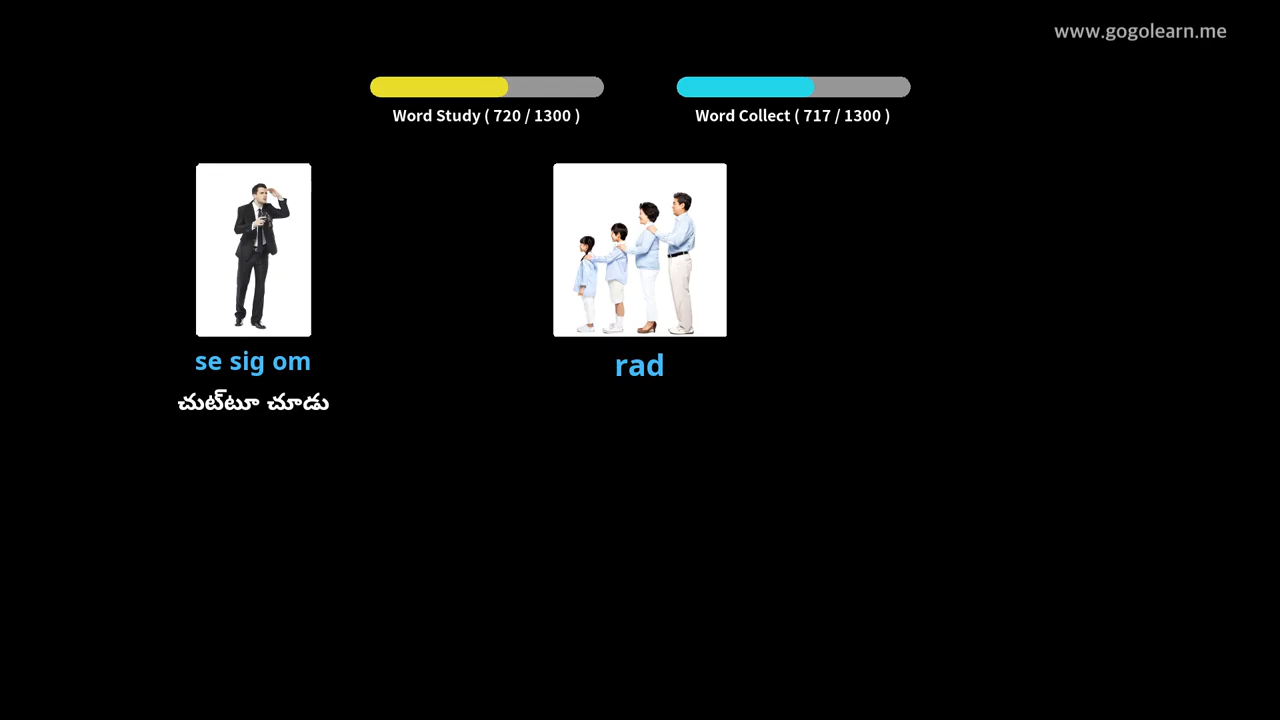 www.gogolearn.me
Word Study ( 720 / 1300 )
Word Collect ( 717 / 1300 )
se sig om
చుట్‌టూ చూడు
rad